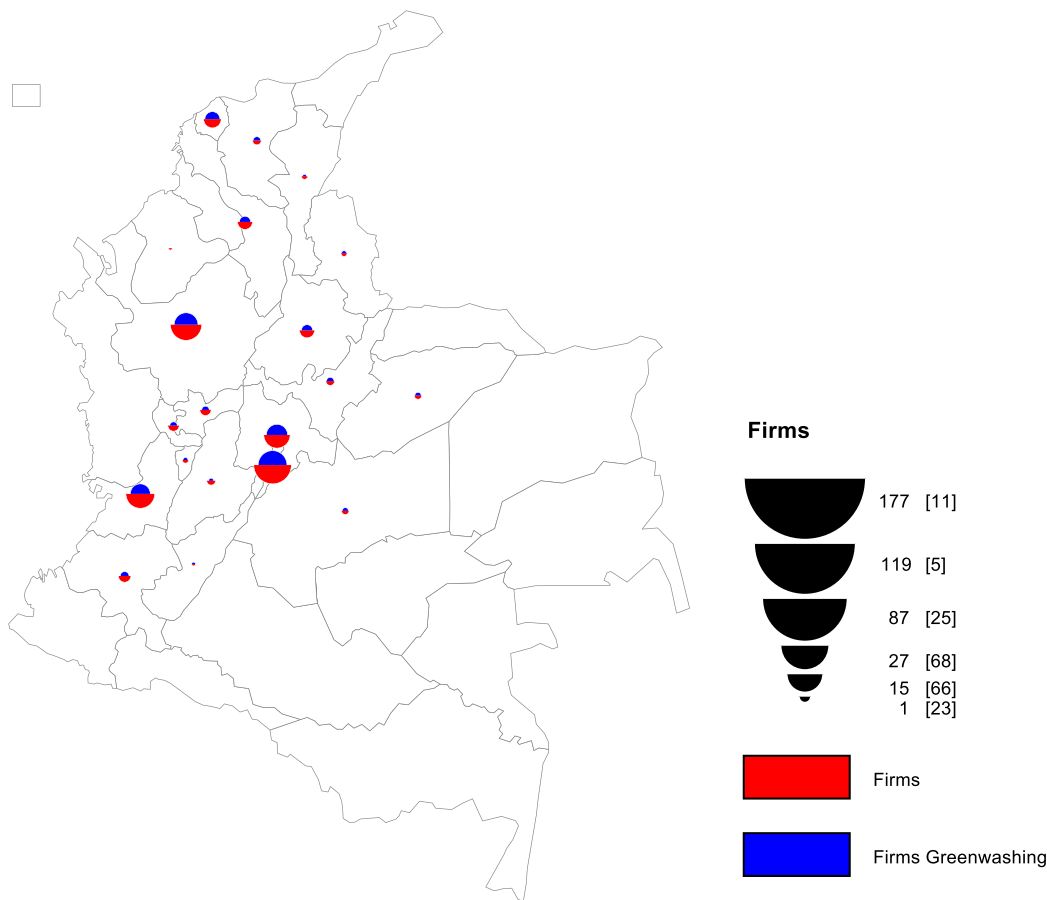 Firms
177 [11]
119 [5]
87 [25]
27 [68]
15 [66]
1 [23]
Firms
Firms Greenwashing